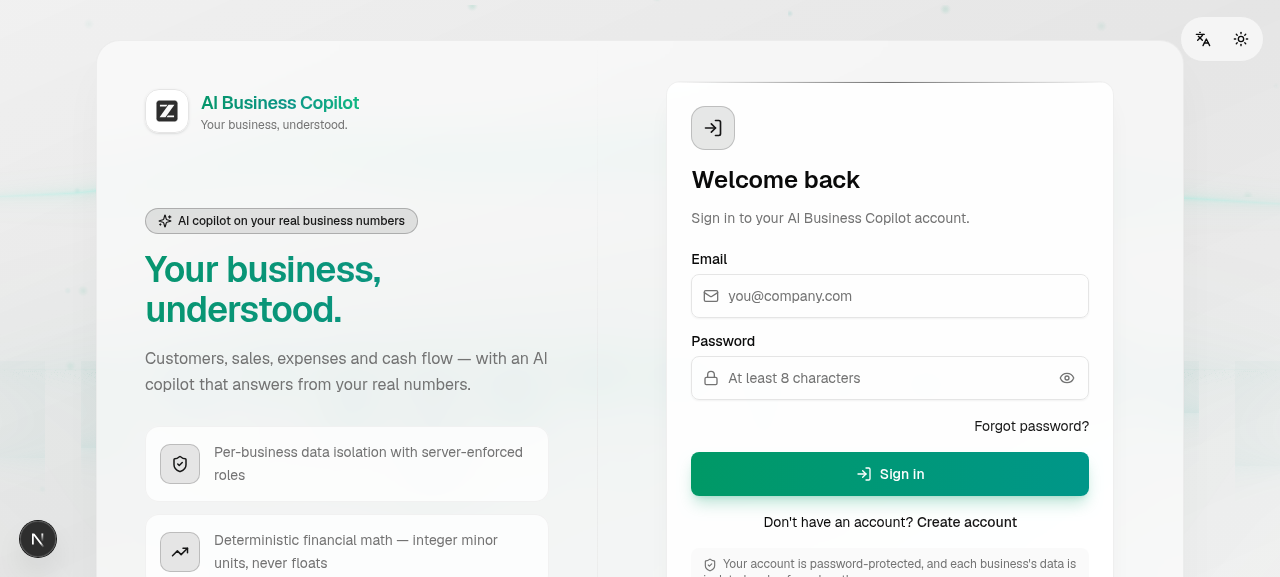 AI Business Copilot
Your business, understood.
AI copilot on your real business numbers
Your business,
understood.
Customers, sales, expenses and cash flow — with an AI
copilot that answers from your real numbers.
Per-business data isolation with server-enforced
roles
Deterministic financial math — integer minor
units, never floats
Welcome back
Sign in to your AI Business Copilot account.
Email
you@company.com
Password
At least 8 characters
Forgot password?
Sign in
Don't have an account? Create account
Your account is password-protected, and each business's data is